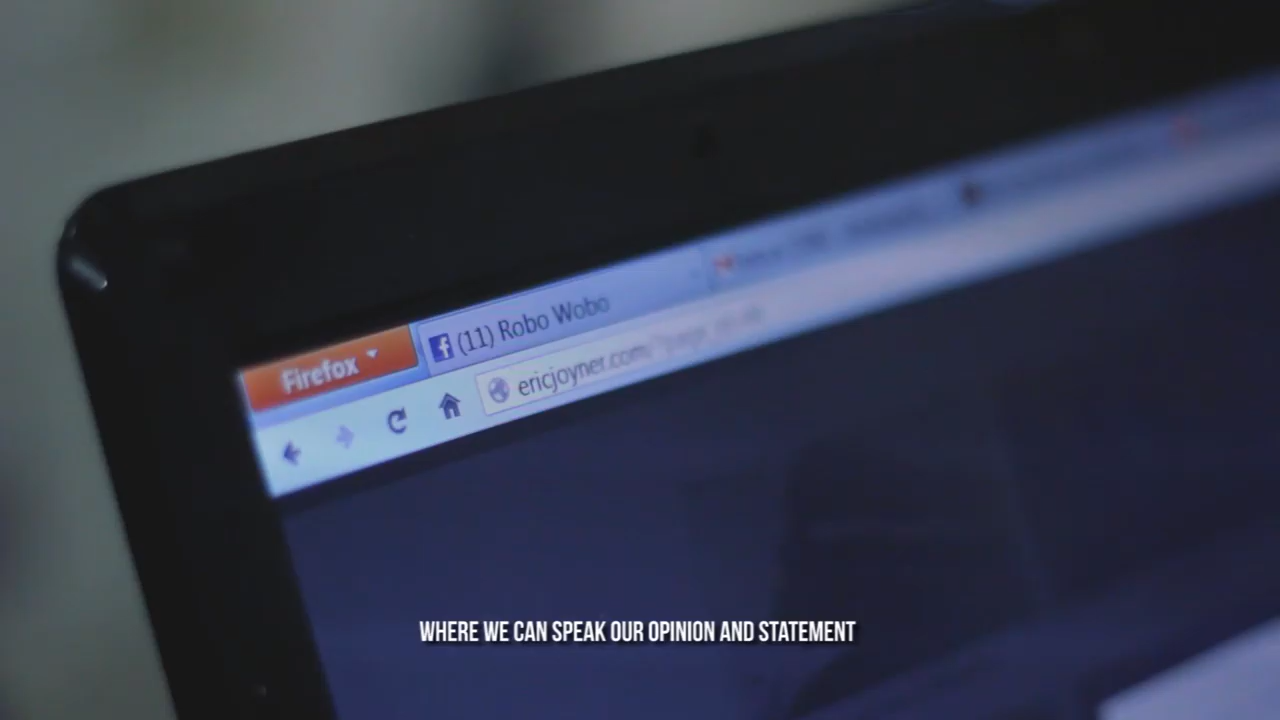 Firefox
(11) Robo Wobo
ericjoyner.com/
WHERE WE CAN SPEAK OUR OPINION AND STATEMENT